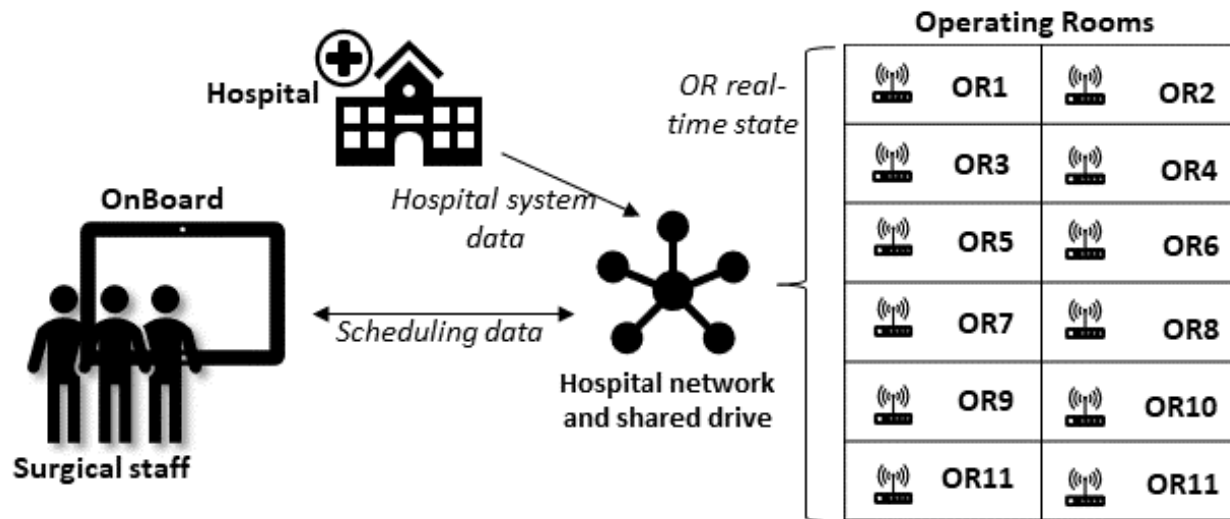 Operating Rooms
Hospital
OR real-
time state
OR1
OR2
OR3
OR4
OR5
OR6
OR7
OR8
OR9
OR10
OR11
OR11
Hospital system
data
OnBoard
Scheduling data
Hospital network
and shared drive
Surgical staff